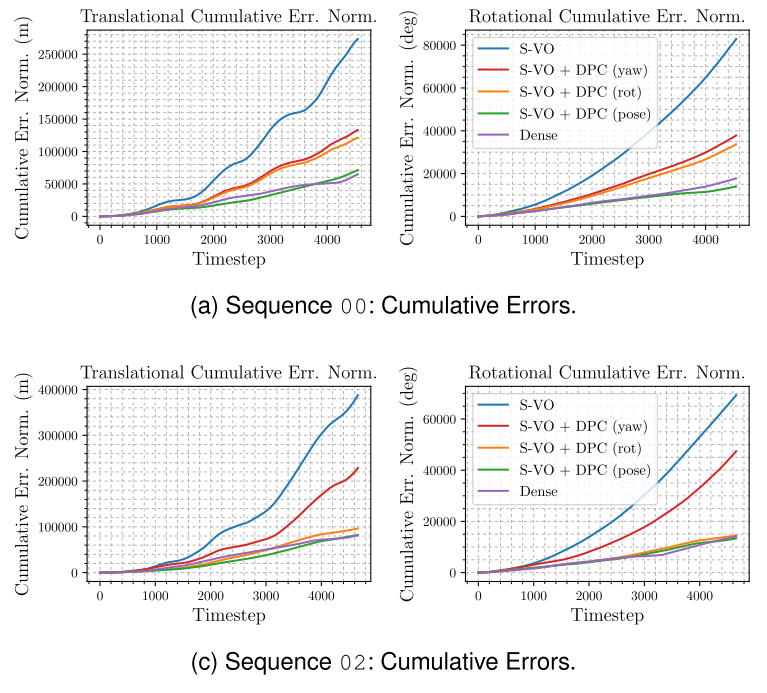 Translational Cumulative Err. Norm.
Cumulative Err. Norm. (m)
250000
200000
150000
100000
50000
0
0 1000 2000 3000 4000
Timestep
Rotational Cumulative Err. Norm.
Cumulative Err. Norm. (deg)
80000
60000
40000
20000
0
S-VO
S-VO + DPC (yaw)
S-VO + DPC (rot)
S-VO + DPC (pose)
Dense
0 1000 2000 3000 4000
Timestep
(a) Sequence 00: Cumulative Errors.
Translational Cumulative Err. Norm.
Cumulative Err. Norm. (m)
400000
300000
200000
100000
0
0 1000 2000 3000 4000
Timestep
Rotational Cumulative Err. Norm.
Cumulative Err. Norm. (deg)
60000
40000
20000
0
S-VO
S-VO + DPC (yaw)
S-VO + DPC (rot)
S-VO + DPC (pose)
Dense
0 1000 2000 3000 4000
Timestep
(c) Sequence 02: Cumulative Errors.